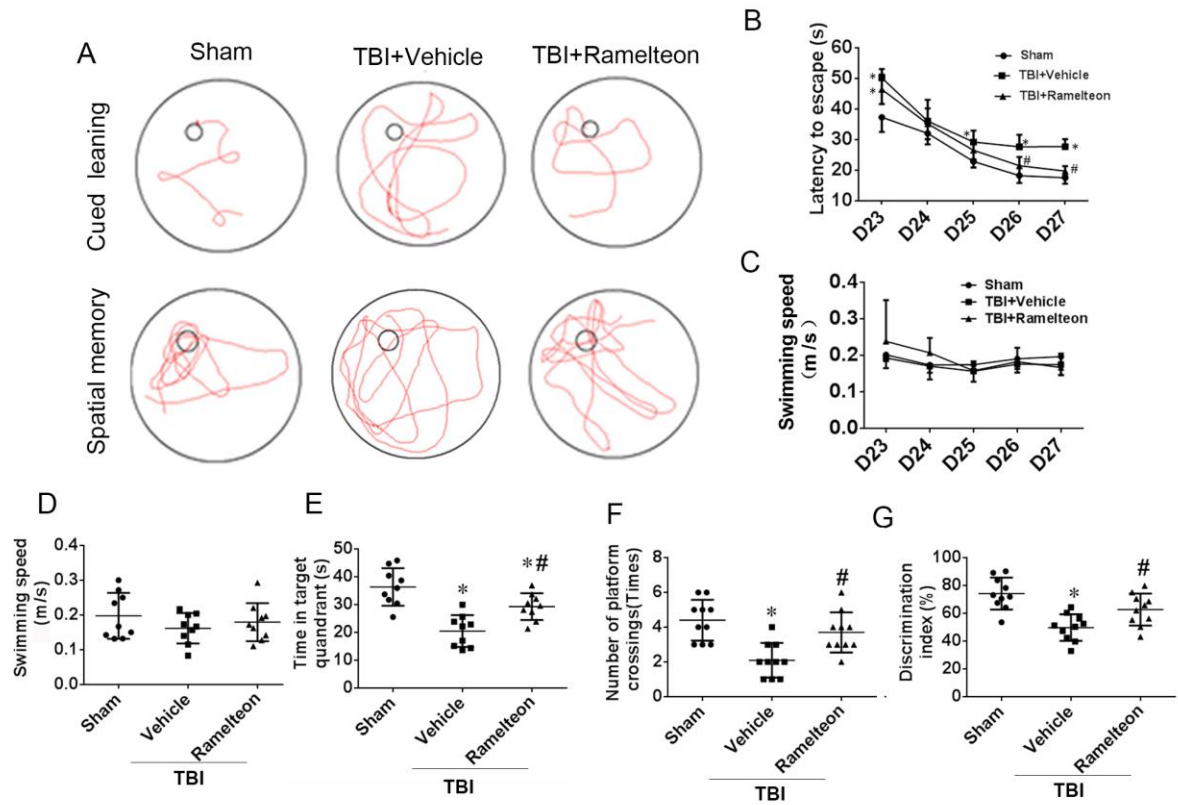 A
Sham
TBI+Vehicle
TBI+Ramelteon
Cued leaning
Spatial memory
B
Latency to escape (s)
60
50
40
30
20
10
Sham
TBI+Vehicle
TBI+Ramelteon
*
*
*
*
#
*
#
D23
D24
D25
D26
D27
C
Swimming speed
(m/s)
0.4
0.3
0.2
0.1
0.0
Sham
TBI+Vehicle
TBI+Ramelteon
D23
D24
D25
D26
D27
D
Swimming speed
(m/s)
0.4
0.3
0.2
0.1
0.0
Sham
Vehicle
Ramelteon
TBI
E
Time in target
quandrant (s)
50
40
30
20
10
0
*
*#
Sham
Vehicle
Ramelteon
TBI
F
Number of platform
crossings(Times)
8
6
4
2
0
*
#
Sham
Vehicle
Ramelteon
TBI
G
Discrimination
index (%)
100
80
60
40
20
0
*
#
Sham
Vehicle
Ramelteon
TBI